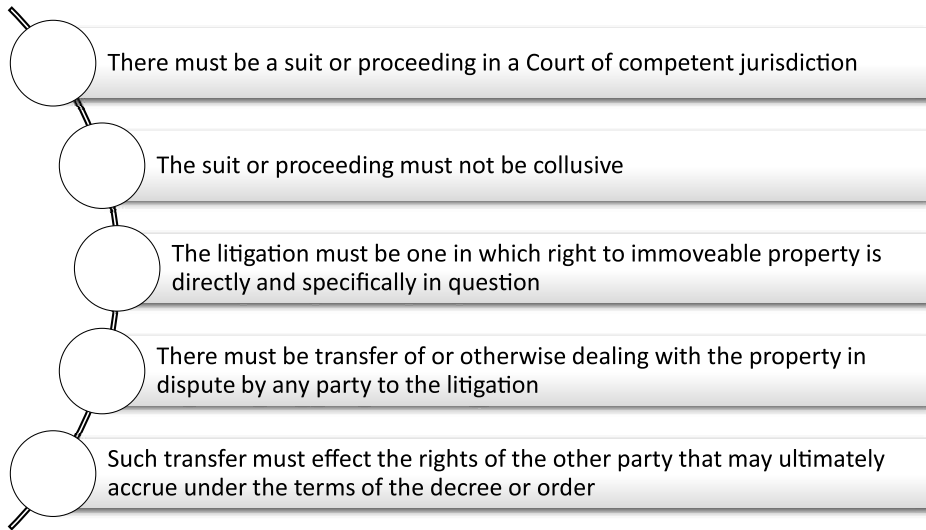 There must be a suit or proceeding in a Court of competent jurisdiction
The suit or proceeding must not be collusive
The litigation must be one in which right to immoveable property is
directly and specifically in question
There must be transfer of or otherwise dealing with the property in
dispute by any party to the litigation
Such transfer must effect the rights of the other party that may ultimately
accrue under the terms of the decree or order